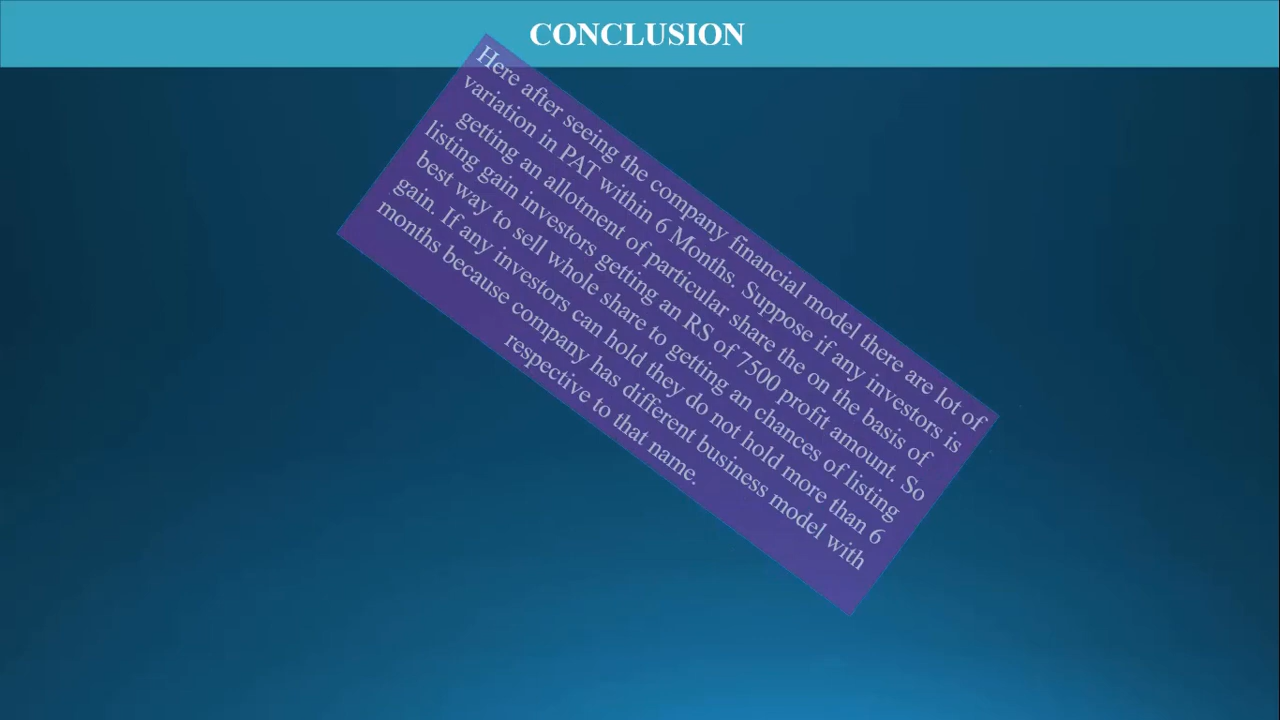 CONCLUSION
Here after seeing the company financial model there are lot of
variation in PAT within 6 Months. Suppose if any investors is
getting an allotment of particular share the on the basis of
listing gain investors getting an RS of 7500 profit amount. So
best way to sell whole share to getting an chances of listing
gain. If any investors can hold they do not hold more than 6
months because company has different business model with
respective to that name.